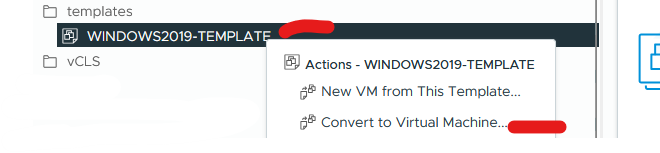 templates
WINDOWS2019-TEMPLATE
vCLS
Actions - WINDOWS2019-TEMPLATE
New VM from This Template...
Convert to Virtual Machine...